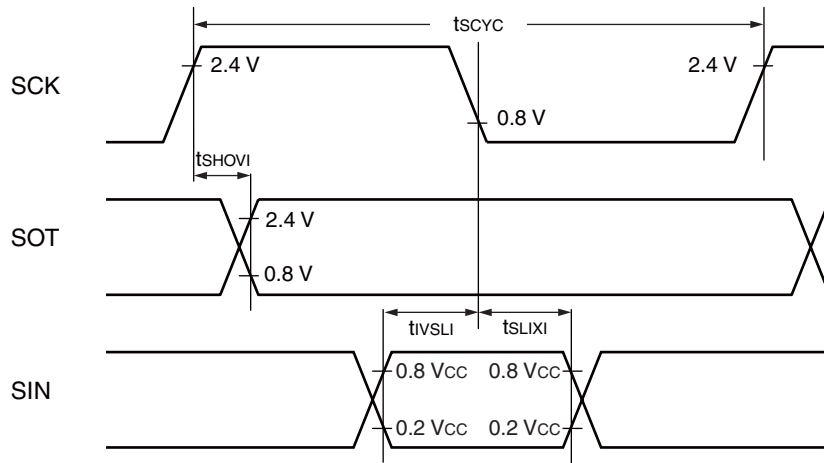 tSCYC
SCK
2.4 V
2.4 V
0.8 V
tSHOVI
SOT
2.4 V
0.8 V
tIVSLI
tSLIXI
SIN
0.8 VCC
0.8 VCC
0.2 VCC
0.2 VCC